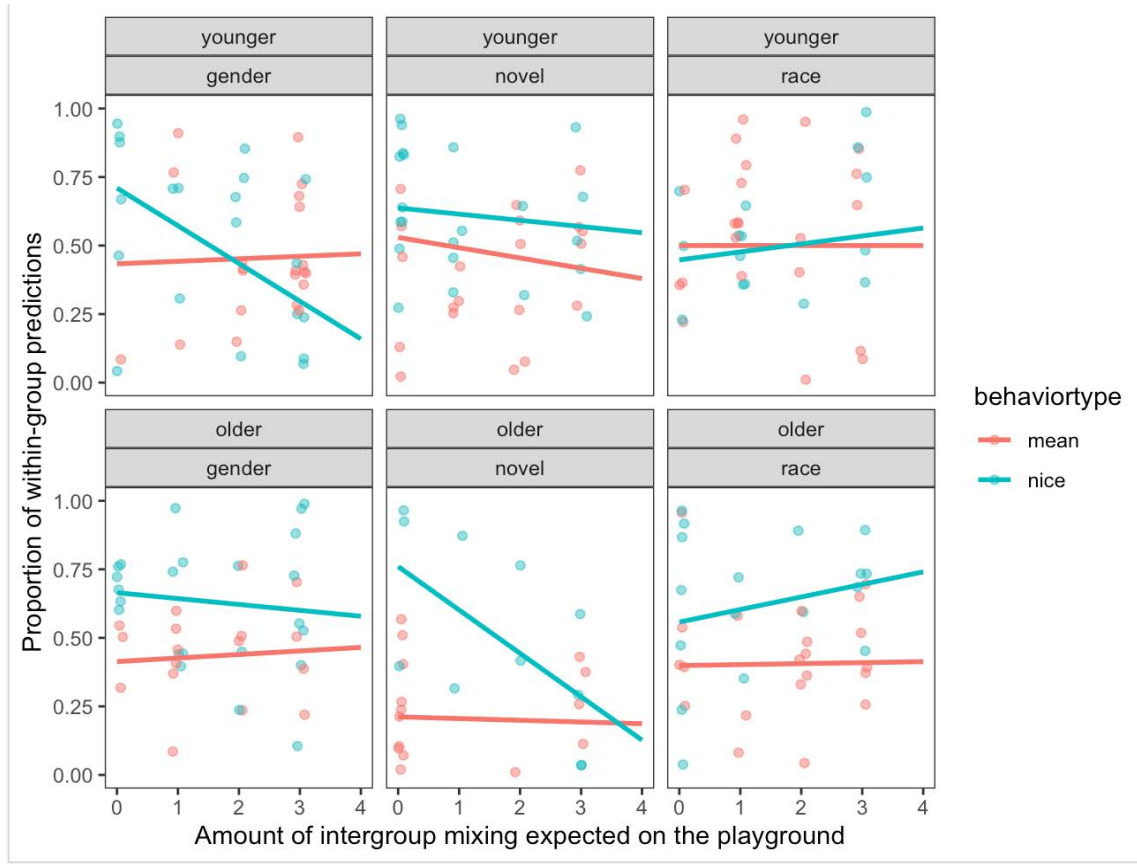 younger
younger
younger
gender
novel
race
1.00
0.75
0.50
0.25
0.00
older
older
older
gender
novel
race
1.00
0.75
0.50
0.25
0.00
0 1 2 3 4
0 1 2 3 4
0 1 2 3 4
Amount of intergroup mixing expected on the playground
Proportion of within-group predictions
behaviortype
mean
nice